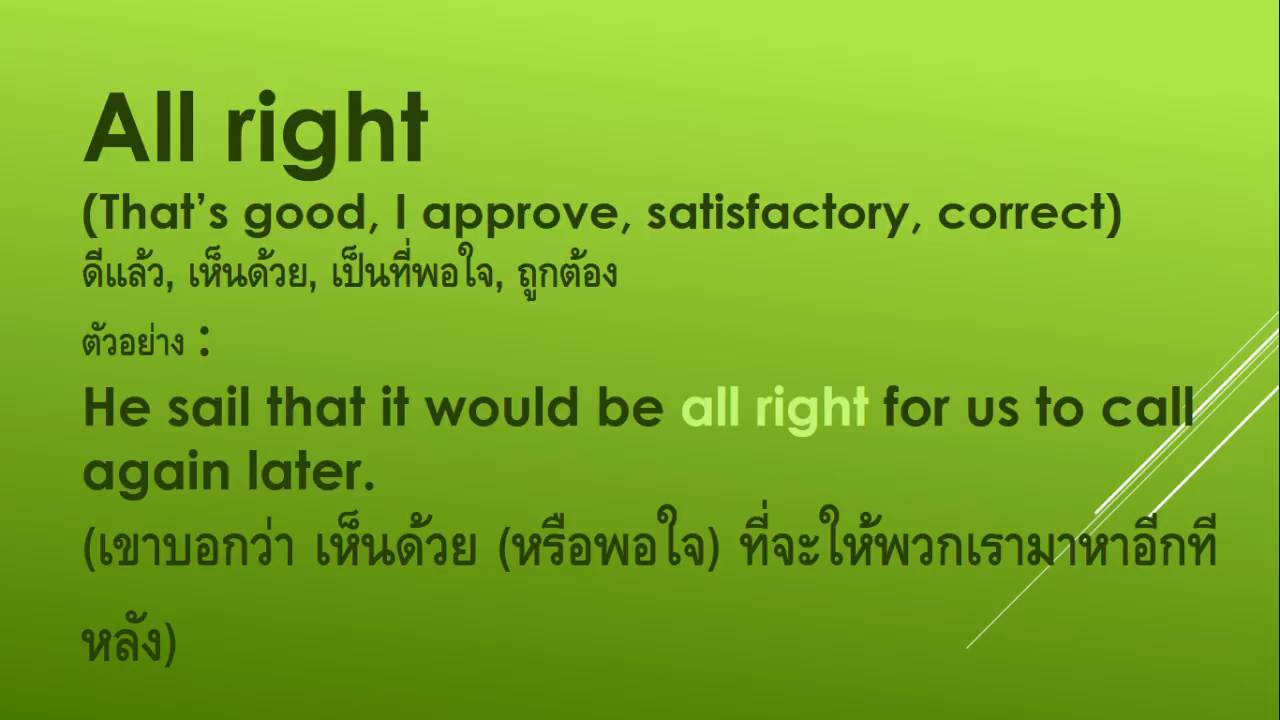 All right
(That’s good, I approve, satisfactory, correct)
ดีแล้ว, เห็นด้วย, เป็นที่พอใจ, ถูกต้อง
ตัวอย่าง :
He sail that it would be all right for us to call
again later.
(เขาบอกว่า เห็นด้วย (หรือพอใจ) ที่จะให้พวกเรามาหาอีกที
หลัง)